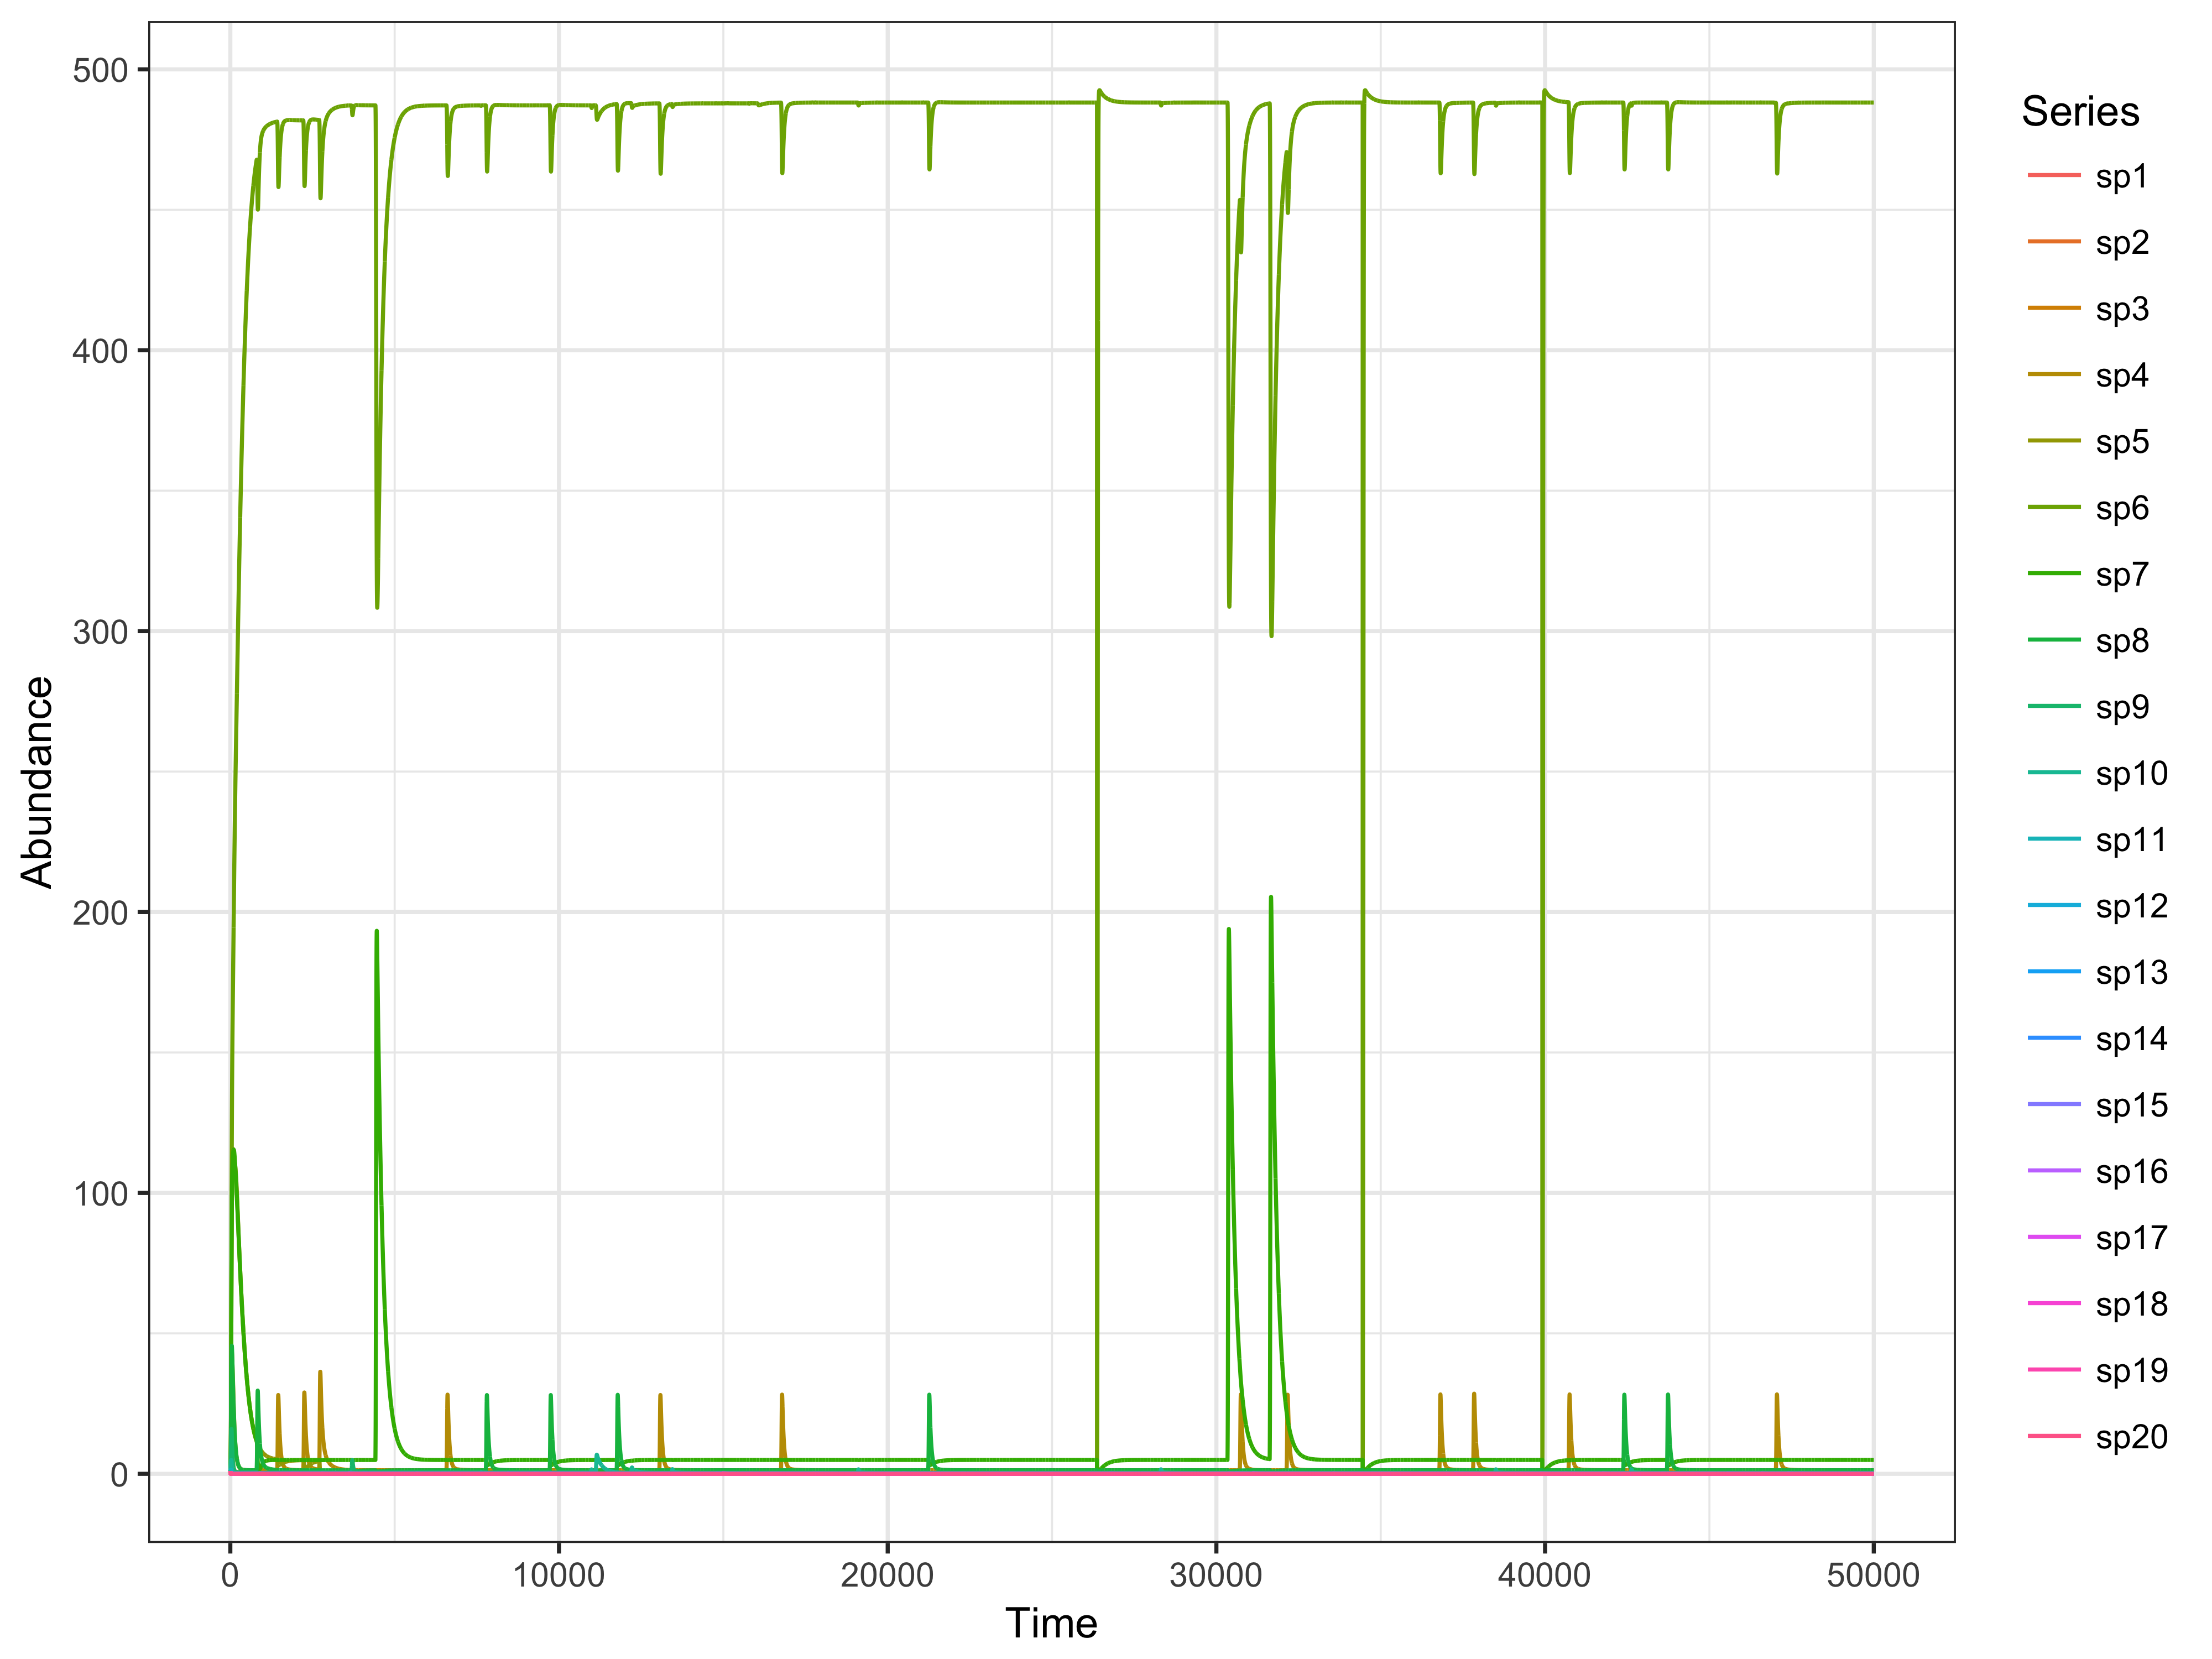 500
400
300
200
100
0
Abundance
0 10000 20000 30000 40000 50000
Time
Series
sp1
sp2
sp3
sp4
sp5
sp6
sp7
sp8
sp9
sp10
sp11
sp12
sp13
sp14
sp15
sp16
sp17
sp18
sp19
sp20